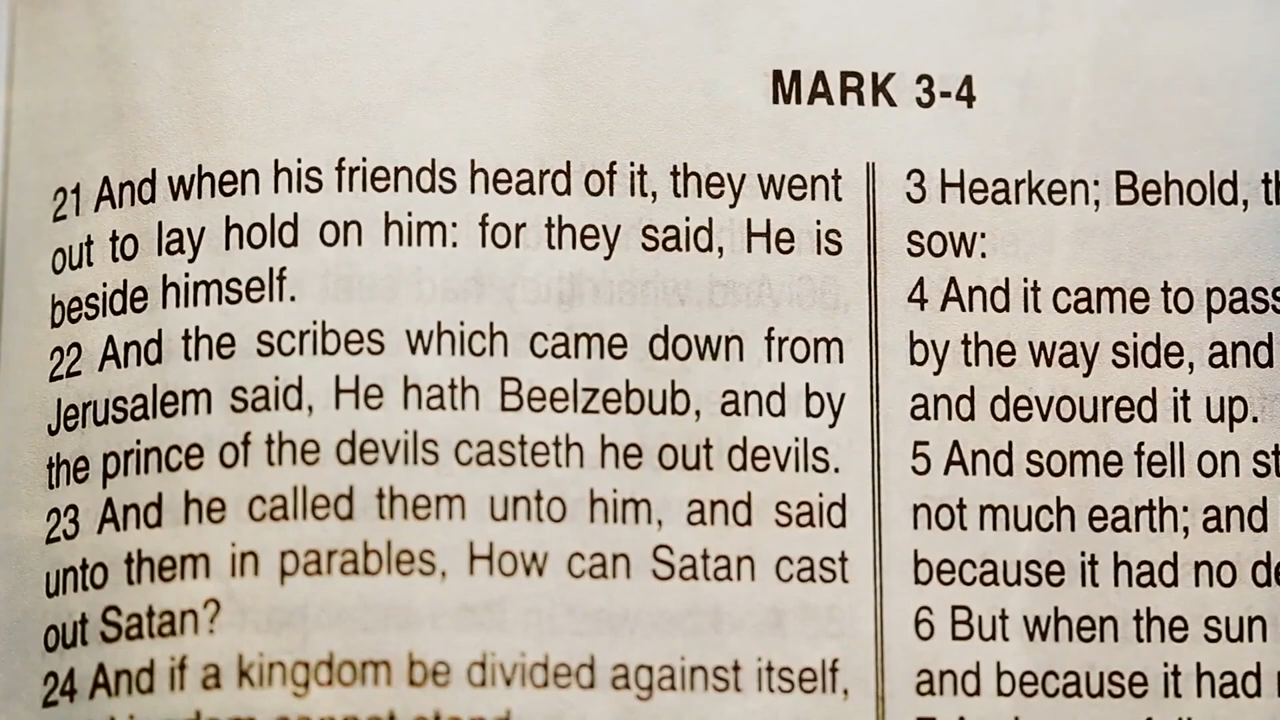 MARK 3-4
21 And when his friends heard of it, they went
out to lay hold on him: for they said, He is
beside himself.
22 And the scribes which came down from
Jerusalem said, He hath Beelzebub, and by
the prince of the devils casteth he out devils.
23 And he called them unto him, and said
unto them in parables, How can Satan cast
out Satan?
24 And if a kingdom be divided against itself,
kingdom cannot stand.
3 Hearken; Behold,
sow:
4 And it came to pass
by the way side, and
and devoured it up.
5 And some fell on
not much earth; and
because it had no
6 But when the sun
and because it had